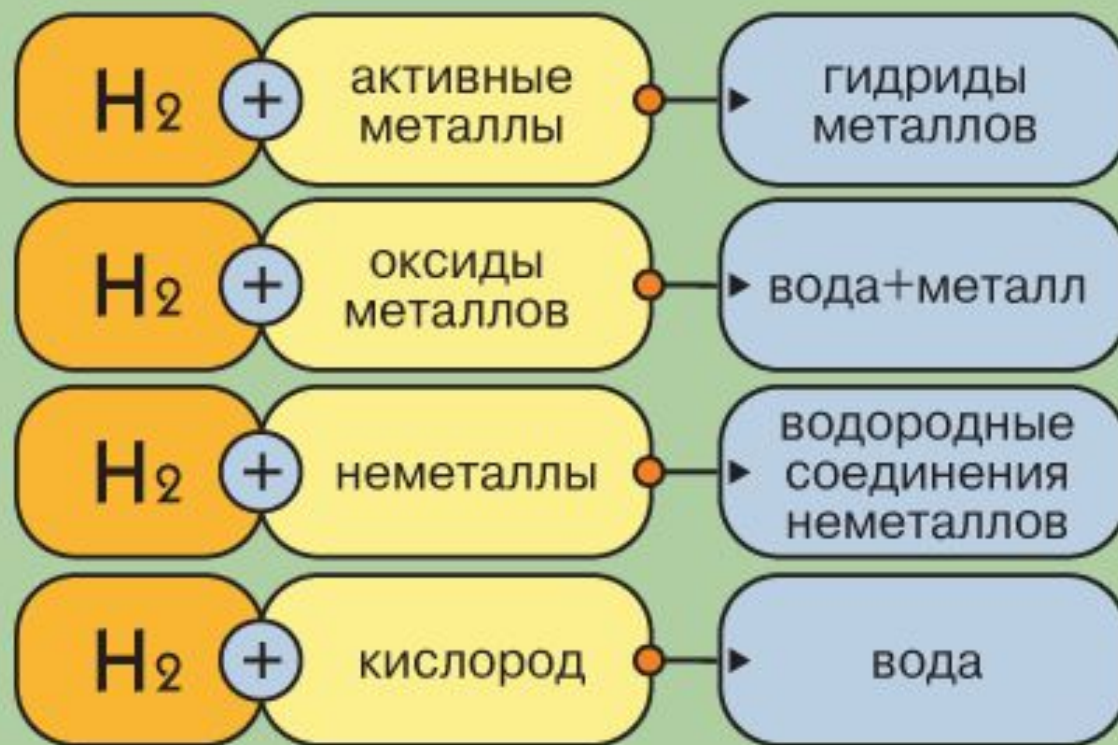 H₂ + активные металлы → гидриды металлов
H₂ + оксиды металлов → вода+металл
H₂ + неметаллы → водородные соединения неметаллов
H₂ + кислород → вода